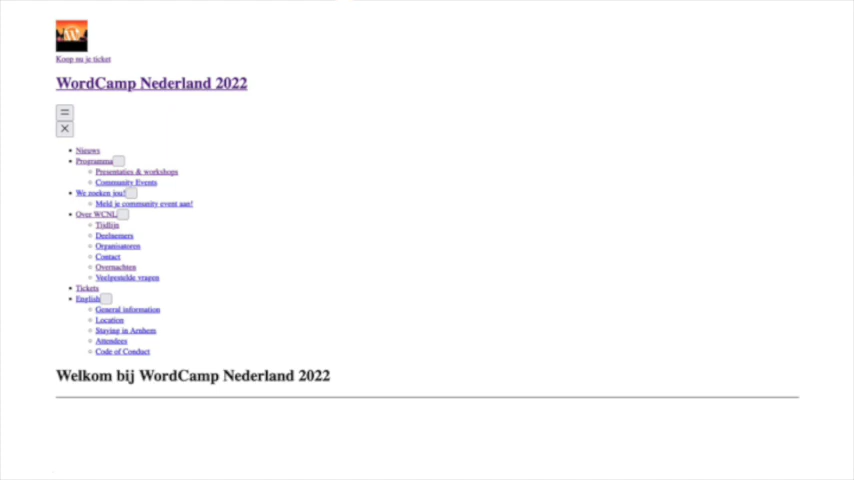 Koop nu je ticket
WordCamp Nederland 2022
Nieuws
Programma
Presentaties & workshops
Community Events
We zoeken jou!
Meld je community event aan!
Over WCNL
Tijdlijn
Deelnemers
Organisatoren
Contact
Overnachten
Veelgestelde vragen
Tickets
English
General information
Location
Staying in Arnhem
Attendees
Code of Conduct
Welkom bij WordCamp Nederland 2022